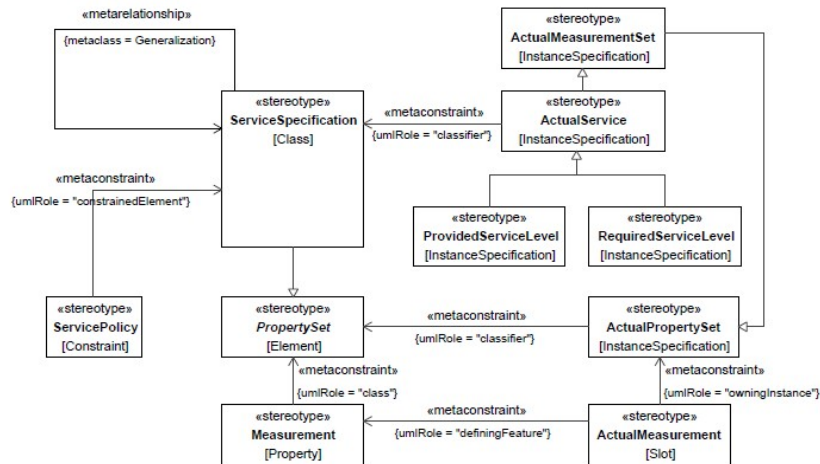 «metarelationship»
{metaclass = Generalization}
«stereotype»
ActualMeasurementSet
[InstanceSpecification]
«stereotype»
ServiceSpecification
[Class]
«metaconstraint»
{umlRole = "classifier"}
«stereotype»
ActualService
[InstanceSpecification]
«metaconstraint»
{umlRole = "constrainedElement"}
«stereotype»
ProvidedServiceLevel
[InstanceSpecification]
«stereotype»
RequiredServiceLevel
[InstanceSpecification]
«stereotype»
ServicePolicy
[Constraint]
«stereotype»
PropertySet
[Element]
«metaconstraint»
{umlRole = "classifier"}
«stereotype»
ActualPropertySet
[InstanceSpecification]
«metaconstraint»
{umlRole = "class"}
«metaconstraint»
{umlRole = "owningInstance"}
«stereotype»
Measurement
[Property]
«metaconstraint»
{umlRole = "definingFeature"}
«stereotype»
ActualMeasurement
[Slot]